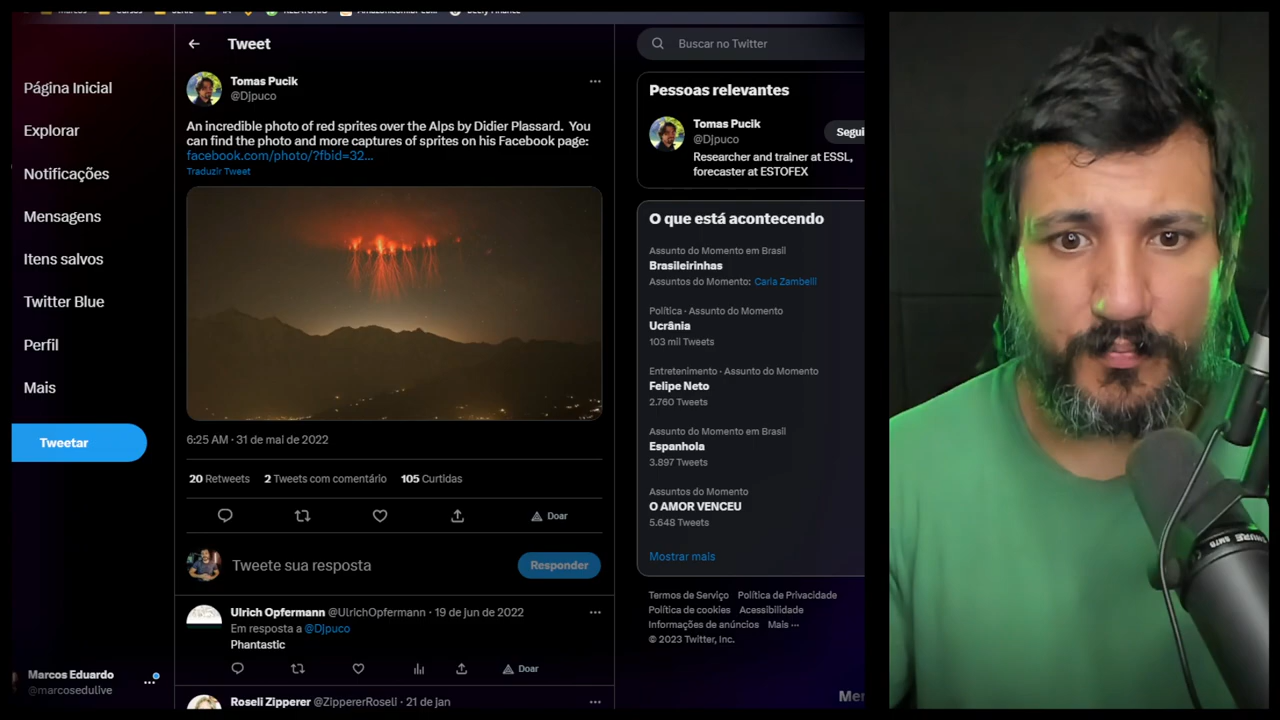 Tweet
Buscar no Twitter
Página Inicial
Explorar
Notificações
Mensagens
Itens salvos
Twitter Blue
Perfil
Mais
Tweetar
Marcos Eduardo
@marcosedulive
Tomas Pucik
@Djpuco
An incredible photo of red sprites over the Alps by Didier Plassard. You
can find the photo and more captures of sprites on his Facebook page:
facebook.com/photo/?fbid=32...
Traduzir Tweet
6:25 AM · 31 de mai de 2022
20 Retweets 2 Tweets com comentário 105 Curtidas
Doar
Tweete sua resposta
Responder
Ulrich Opfermann @UlrichOpfermann · 19 de jun de 2022
Em resposta a @Djpuco
Phantastic
Doar
Roseli Zipperer @ZippererRoseli · 21 de jan
Pessoas relevantes
Tomas Pucik
@Djpuco
Segui
Researcher and trainer at ESSL,
forecaster at ESTOFEX
O que está acontecendo
Assunto do Momento em Brasil
Brasileirinhas
Assuntos do Momento: Carla Zambelli
Política · Assunto do Momento
Ucrânia
103 mil Tweets
Entretenimento · Assunto do Momento
Felipe Neto
2.760 Tweets
Assunto do Momento em Brasil
Espanhola
3.897 Tweets
Assuntos do Momento
O AMOR VENCEU
5.648 Tweets
Mostrar mais
Termos de Serviço Política de Privacidade
Política de cookies Acessibilidade
Informações de anúncios Mais ···
© 2023 Twitter, Inc.
SHURE SM7B